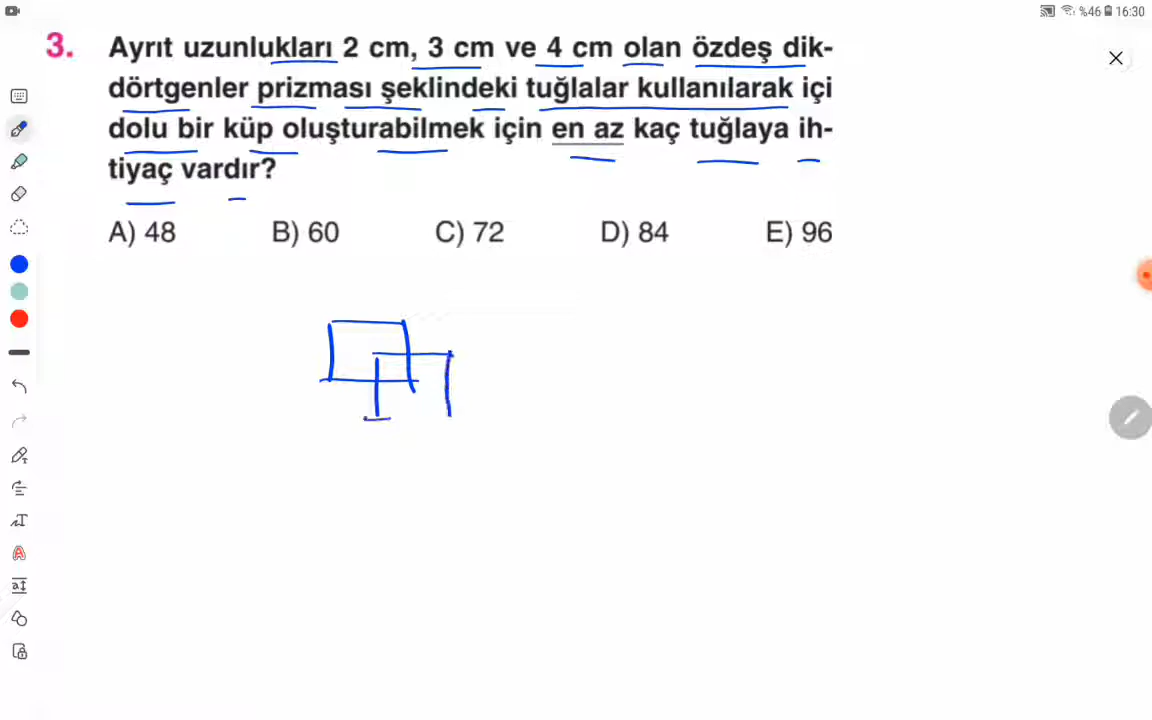 %46 16:30
3. Ayrıt uzunlukları 2 cm, 3 cm ve 4 cm olan özdeş dik-
dörtgenler prizması şeklindeki tuğlalar kullanılarak içi
dolu bir küp oluşturabilmek için en az kaç tuğlaya ih-
tiyaç vardır?
A) 48 B) 60 C) 72 D) 84 E) 96